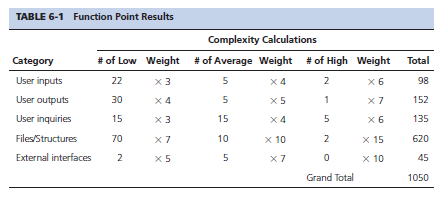 TABLE 6-1 Function Point Results
Complexity Calculations
Category # of Low Weight # of Average Weight # of High Weight Total
User inputs 22 × 3 5 × 4 2 × 6 98
User outputs 30 × 4 5 × 5 1 × 7 152
User inquiries 15 × 3 15 × 4 5 × 6 135
Files/Structures 70 × 7 10 × 10 2 × 15 620
External interfaces 2 × 5 5 × 7 0 × 10 45
Grand Total 1050